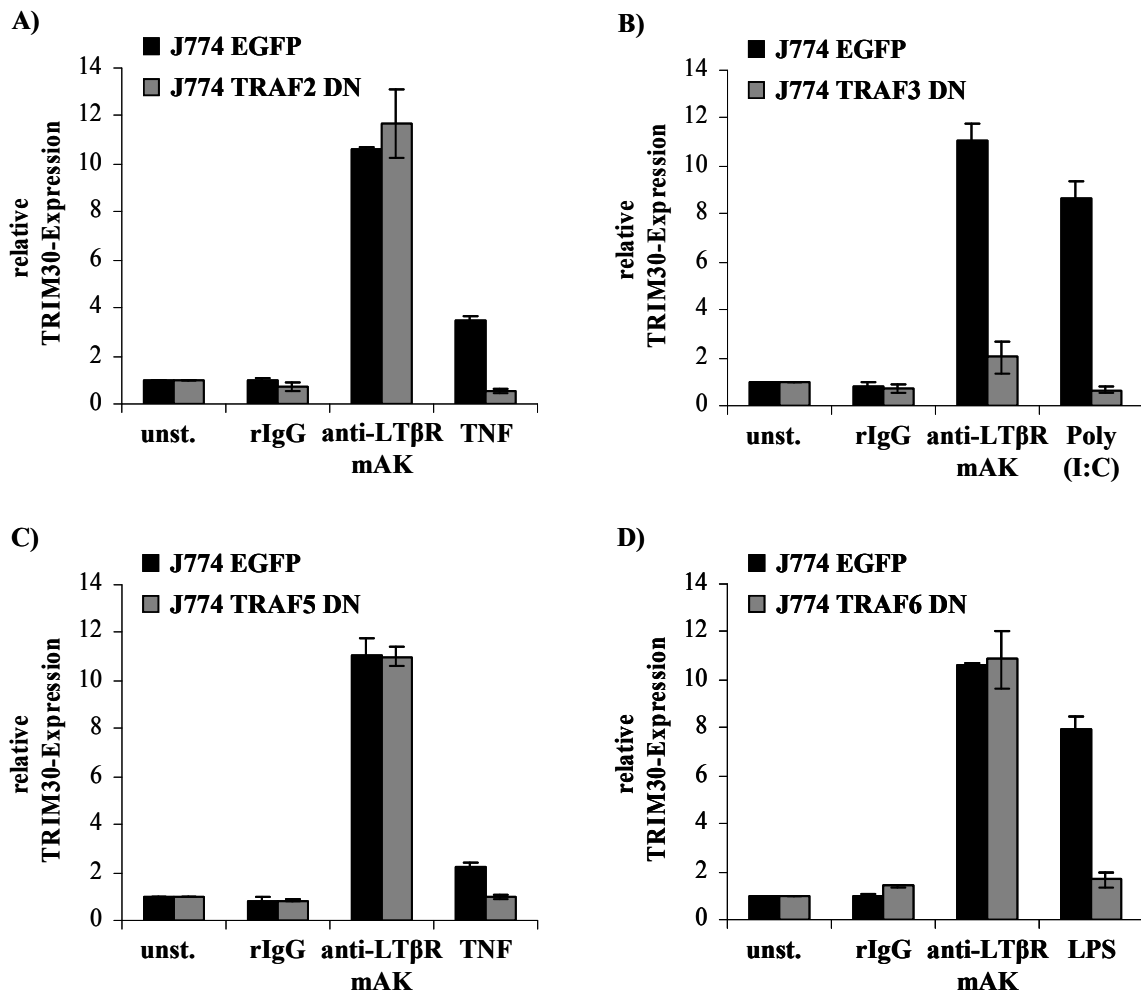 A)
J774 EGFP
J774 TRAF2 DN
relative
TRIM30-Expression
14
12
10
8
6
4
2
0
unst. rIgG anti-LTβR TNF
mAK
B)
J774 EGFP
J774 TRAF3 DN
relative
TRIM30-Expression
14
12
10
8
6
4
2
0
unst. rIgG anti-LTβR Poly
mAK (I:C)
C)
J774 EGFP
J774 TRAF5 DN
relative
TRIM30-Expression
14
12
10
8
6
4
2
0
unst. rIgG anti-LTβR TNF
mAK
D)
J774 EGFP
J774 TRAF6 DN
relative
TRIM30-Expression
14
12
10
8
6
4
2
0
unst. rIgG anti-LTβR LPS
mAK